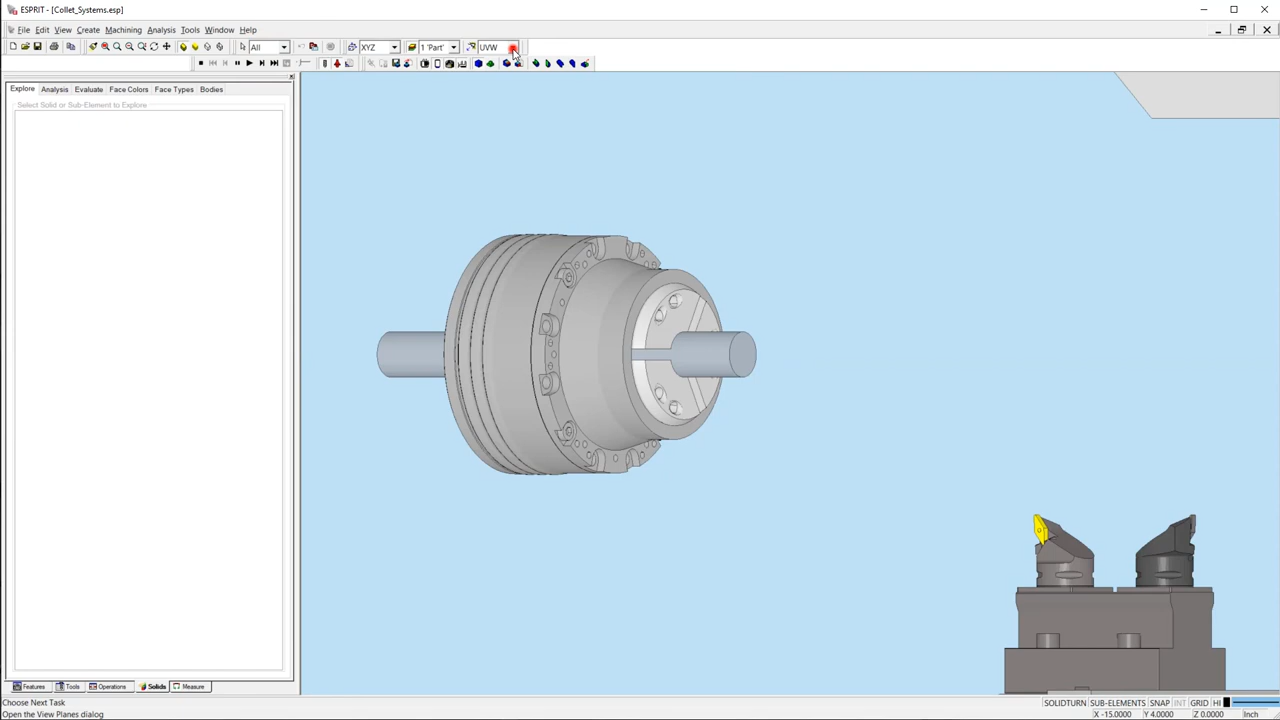 ESPRIT - [Collet_Systems.esp]
File Edit View Create Machining Analysis Tools Window Help
All XYZ 1 'Part' UVW
Explore Analysis Evaluate Face Colors Face Types Bodies
Select Solid or Sub-Element to Explore
Features Tools Operations Solids Measure
Choose Next Task SOLIDTURN SUB-ELEMENTS SNAP INT GRID HI
Open the View Planes dialog X -15.0000 Y 4.0000 Z 0.0000 Inch